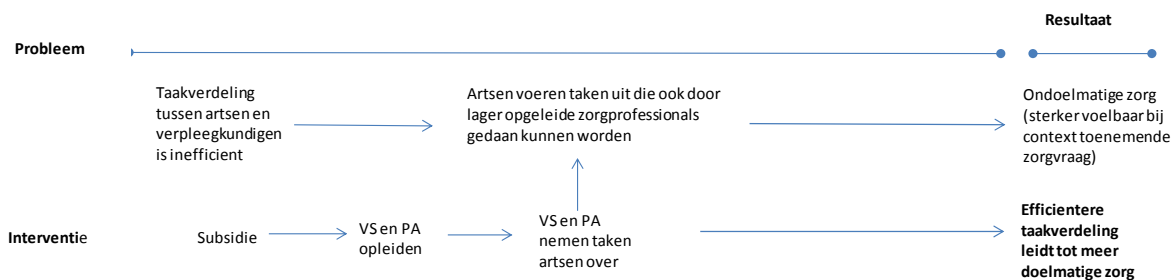 Resultaat
Probleem
Taakverdeling
tussen artsen en
verpleegkundigen
is inefficient
Artsen voeren taken uit die ook door
lager opgeleide zorgprofessionals
gedaan kunnen worden
Ondoelmatige zorg
(sterker voelbaar bij
context toenemende
zorgvraag)
Interventie
Subsidie
VS en PA
opleiden
VS en PA
nemen taken
artsen over
Efficientere
taakverdeling
leidt tot meer
doelmatige zorg